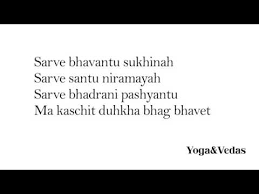 Sarve bhavantu sukhinah
Sarve santu niramayah
Sarve bhadrani pashyantu
Ma kaschit duhkha bhag bhavet
Yoga&Vedas